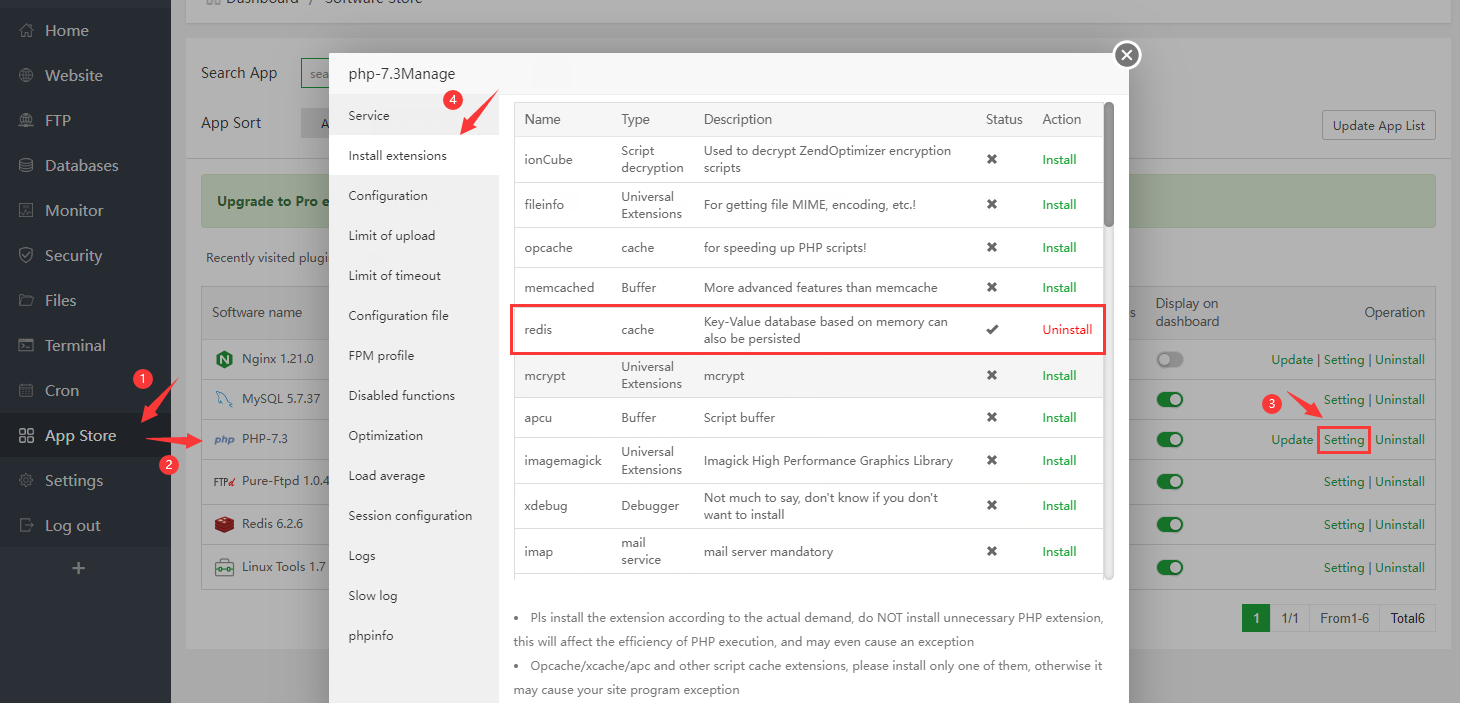 Dashboard / Software Store
Home
Website
FTP
Databases
Monitor
Security
Files
Terminal
Cron
1
App Store
2
Settings
Log out
+
Search App
sea
App Sort
A
Update App List
Upgrade to Pro e
Recently visited plugi
Software name
s
Display on
dashboard
Operation
Nginx 1.21.0
Update | Setting | Uninstall
MySQL 5.7.37
Setting | Uninstall
3
php PHP-7.3
Update Setting Uninstall
FTPd Pure-Ftpd 1.0.4
Setting | Uninstall
Redis 6.2.6
Setting | Uninstall
Linux Tools 1.7
Setting | Uninstall
1 1/1 From1-6 Total6
php-7.3Manage
4
Service
Install extensions
Configuration
Limit of upload
Limit of timeout
Configuration file
FPM profile
Disabled functions
Optimization
Load average
Session configuration
Logs
Slow log
phpinfo
Name Type Description Status Action
ionCube Script decryption Used to decrypt ZendOptimizer encryption scripts Install
fileinfo Universal Extensions For getting file MIME, encoding, etc.! Install
opcache cache for speeding up PHP scripts! Install
memcached Buffer More advanced features than memcache Install
redis cache Key-Value database based on memory can also be persisted Uninstall
mcrypt Universal Extensions mcrypt Install
apcu Buffer Script buffer Install
imagemagick Universal Extensions Imagick High Performance Graphics Library Install
xdebug Debugger Not much to say, don't know if you don't want to install Install
imap mail service mail server mandatory Install
• Pls install the extension according to the actual demand, do NOT install unnecessary PHP extension,
this will affect the efficiency of PHP execution, and may even cause an exception
• Opcache/xcache/apc and other script cache extensions, please install only one of them, otherwise it
may cause your site program exception